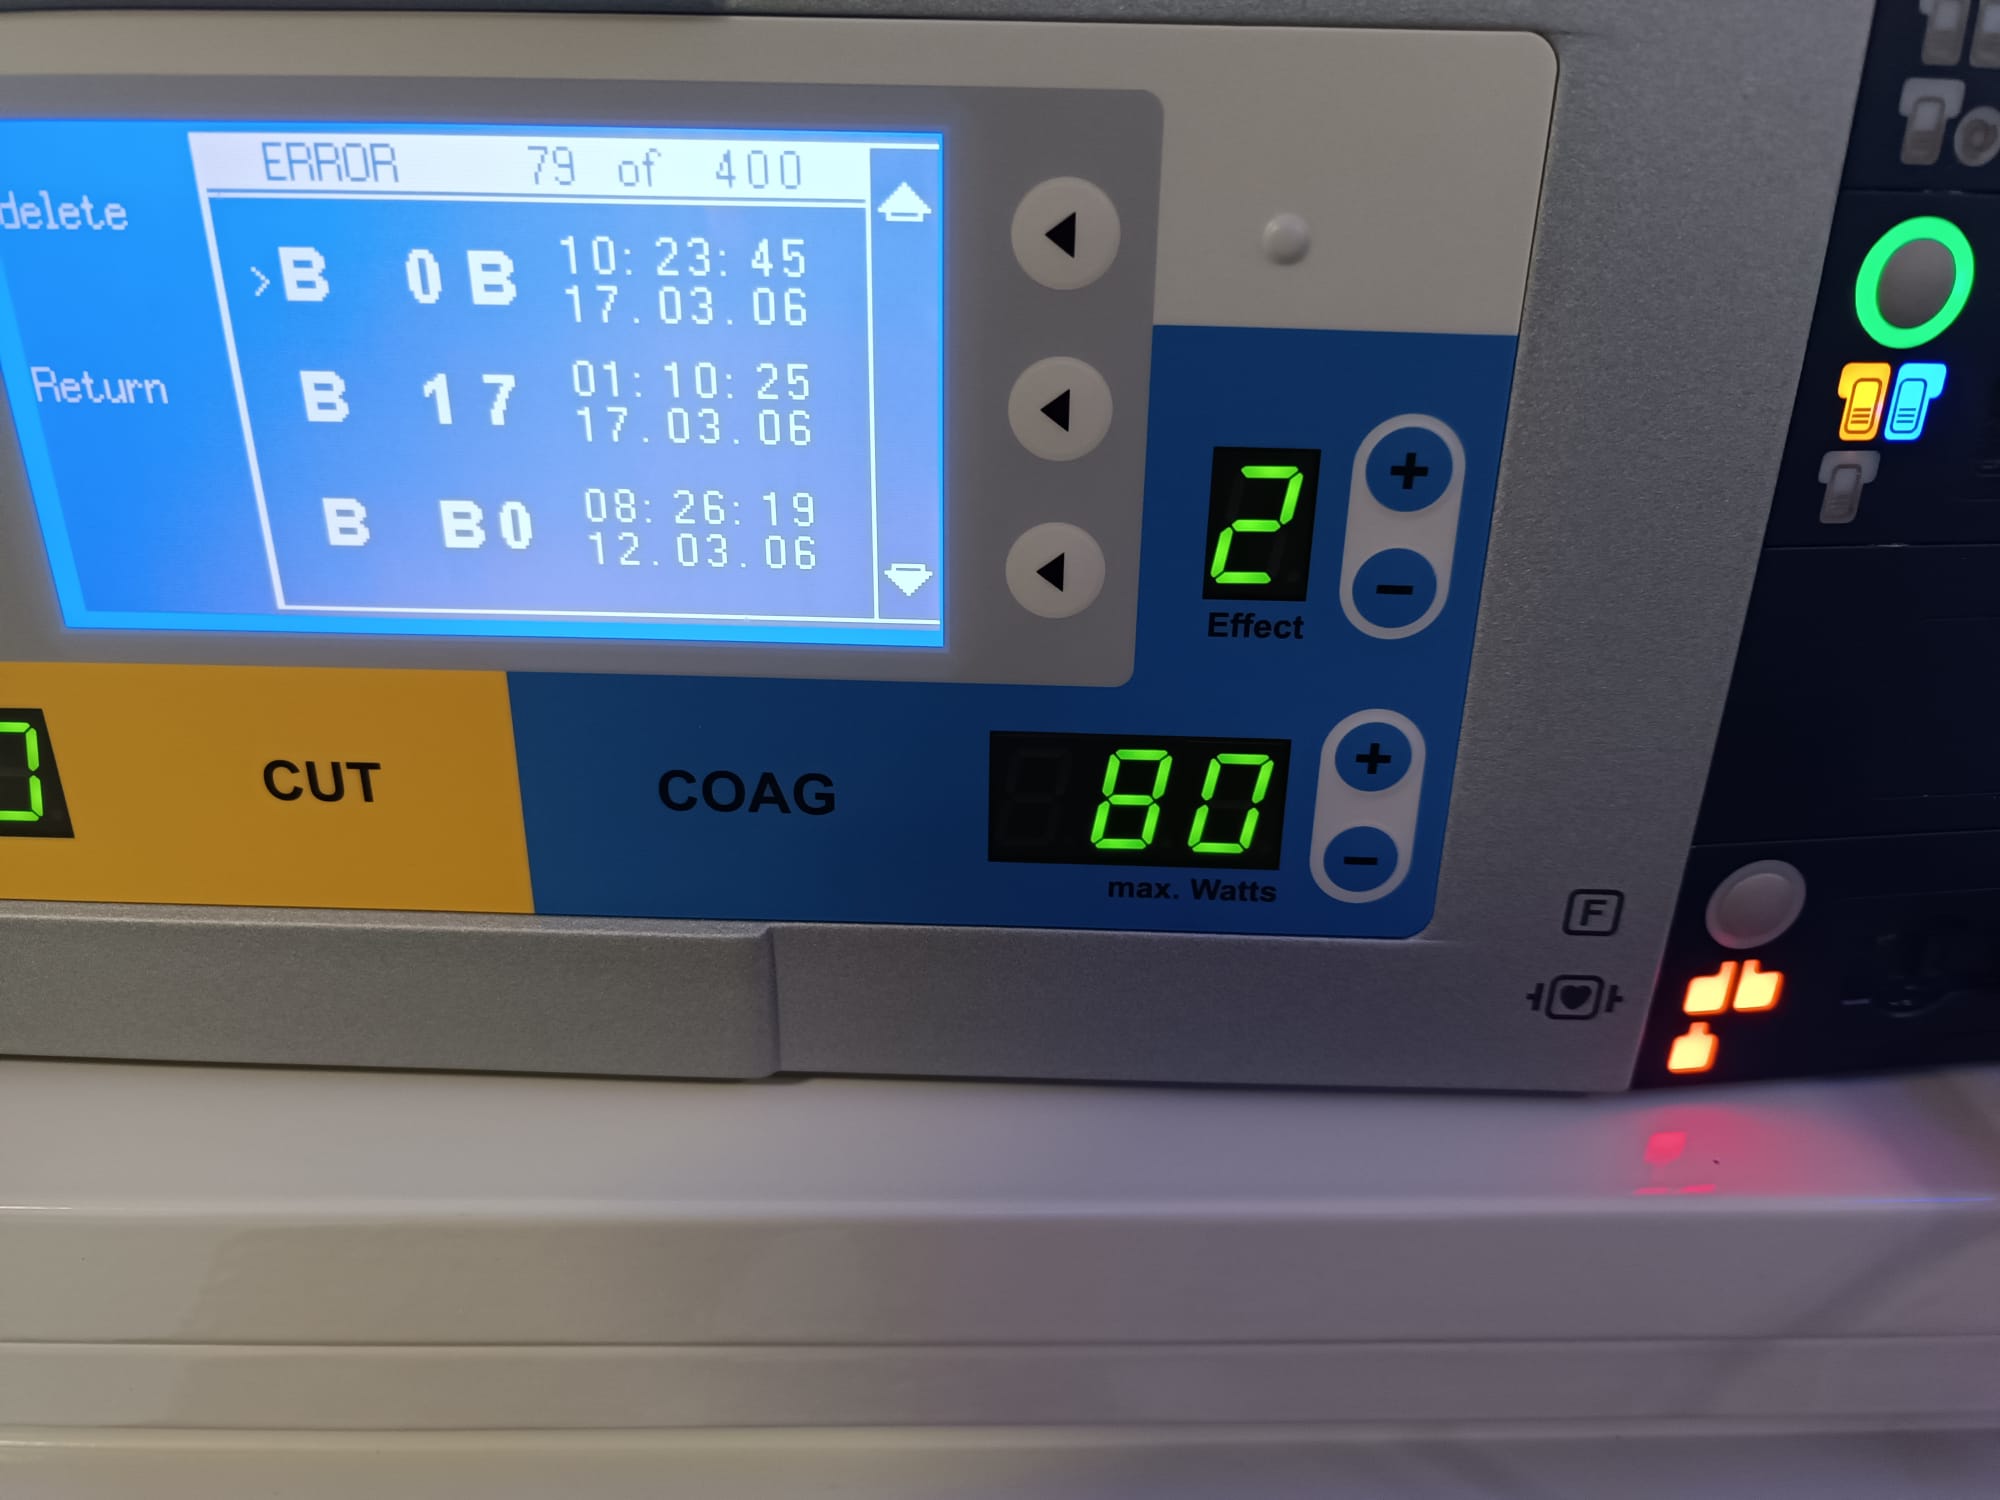 ERROR 79 of 400
delete
>B 0B 10:23:45
17.03.06
Return
B 17 01:10:25
17.03.06
B B0 08:26:19
12.03.06
2
Effect
CUT
COAG
80
max. Watts
F